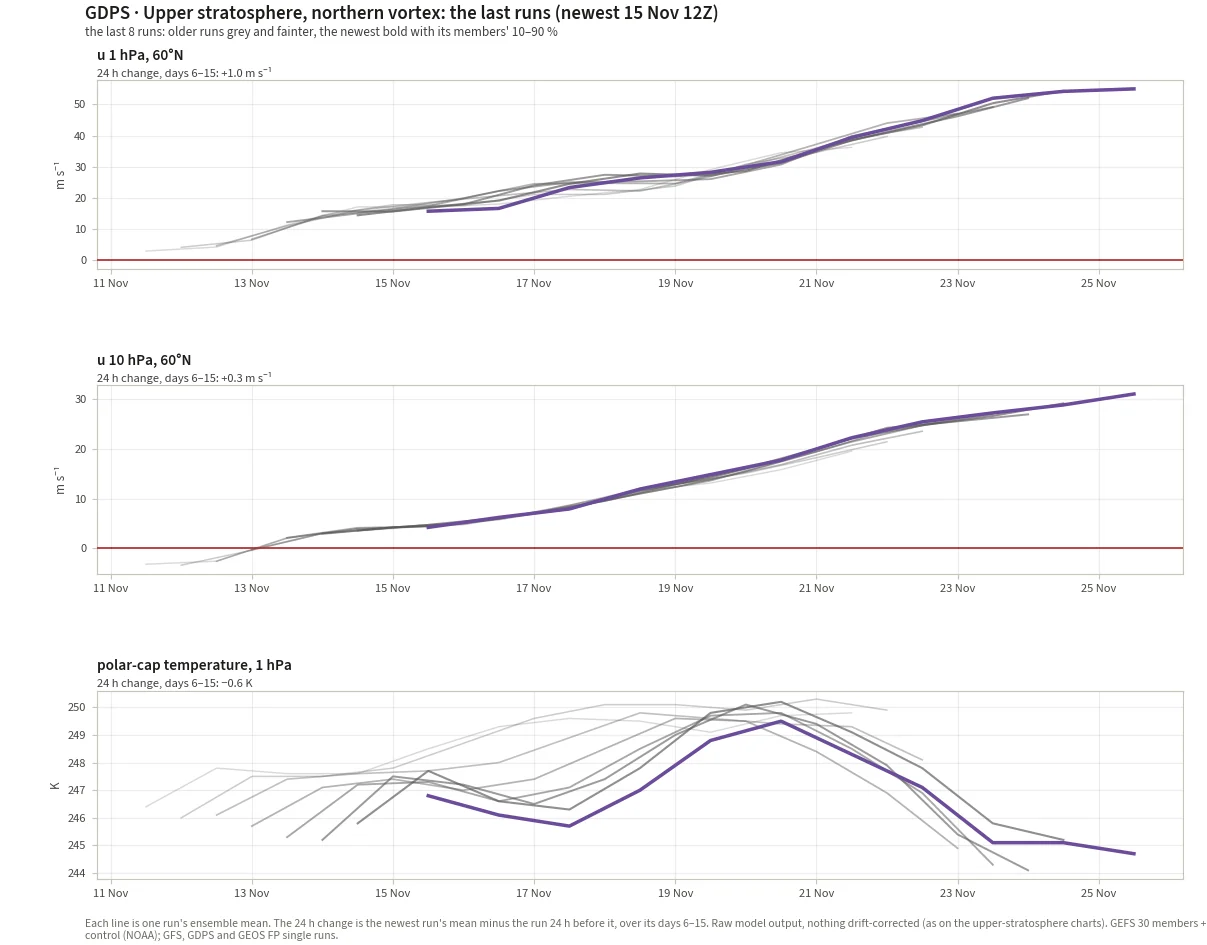 GDPS · Upper stratosphere, northern vortex: the last runs (newest 15 Nov 12Z)
the last 8 runs: older runs grey and fainter, the newest bold with its members' 10–90 %
u 1 hPa, 60°N
24 h change, days 6–15: +1.0 m s⁻¹
50
40
30
20
10
0
m s⁻¹
11 Nov 13 Nov 15 Nov 17 Nov 19 Nov 21 Nov 23 Nov 25 Nov
u 10 hPa, 60°N
24 h change, days 6–15: +0.3 m s⁻¹
30
20
10
0
m s⁻¹
11 Nov 13 Nov 15 Nov 17 Nov 19 Nov 21 Nov 23 Nov 25 Nov
polar-cap temperature, 1 hPa
24 h change, days 6–15: −0.6 K
250
249
248
247
246
245
244
K
11 Nov 13 Nov 15 Nov 17 Nov 19 Nov 21 Nov 23 Nov 25 Nov
Each line is one run's ensemble mean. The 24 h change is the newest run's mean minus the run 24 h before it, over its days 6–15. Raw model output, nothing drift-corrected (as on the upper-stratosphere charts). GEFS 30 members +
control (NOAA); GFS, GDPS and GEOS FP single runs.